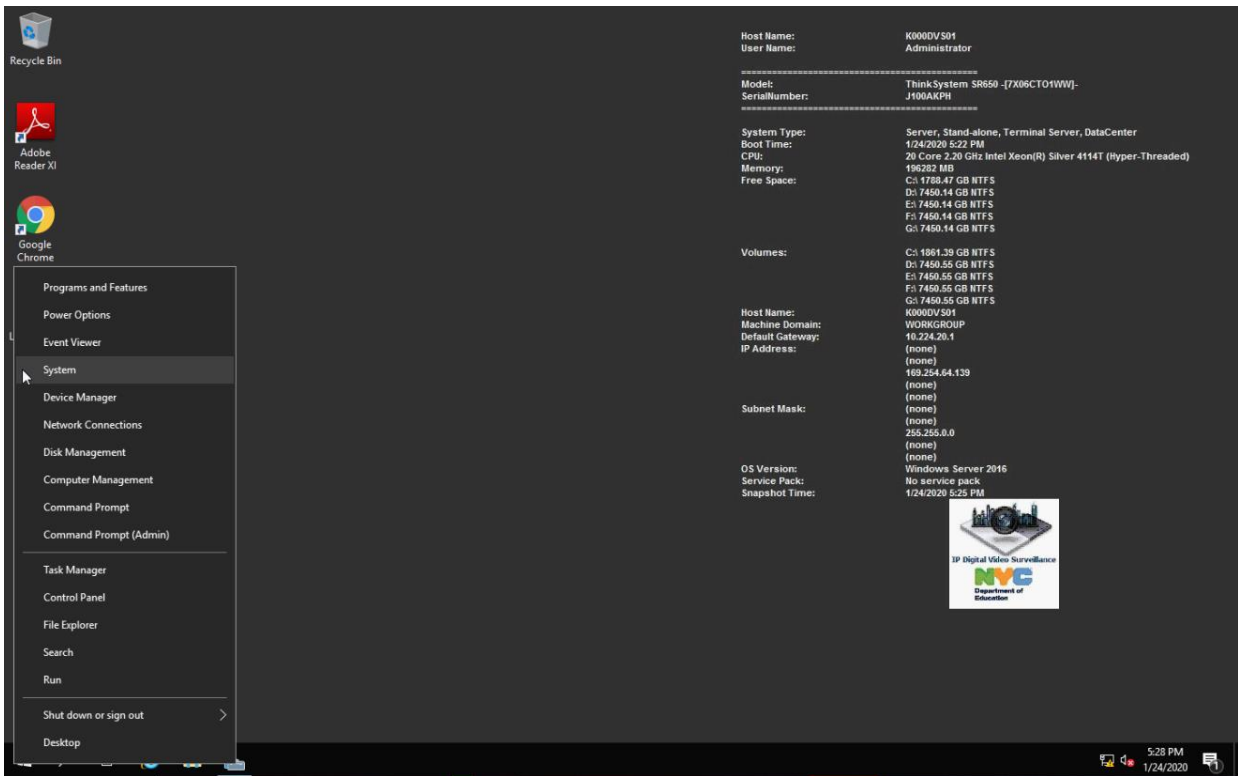 Recycle Bin
Adobe
Reader XI
Google
Chrome
Programs and Features
Power Options
Event Viewer
System
Device Manager
Network Connections
Disk Management
Computer Management
Command Prompt
Command Prompt (Admin)
Task Manager
Control Panel
File Explorer
Search
Run
Shut down or sign out
Desktop
Host Name: K000DVS01
User Name: Administrator
==============================================
Model: ThinkSystem SR650 -[7X06CTO1WW]-
SerialNumber: J100AKPH
==============================================
System Type: Server, Stand-alone, Terminal Server, DataCenter
Boot Time: 1/24/2020 5:22 PM
CPU: 20 Core 2.20 GHz Intel Xeon(R) Silver 4114T (Hyper-Threaded)
Memory: 196282 MB
Free Space: C:\ 1788.47 GB NTFS
D:\ 7450.14 GB NTFS
E:\ 7450.14 GB NTFS
F:\ 7450.14 GB NTFS
G:\ 7450.14 GB NTFS
Volumes: C:\ 1861.39 GB NTFS
D:\ 7450.55 GB NTFS
E:\ 7450.55 GB NTFS
F:\ 7450.55 GB NTFS
G:\ 7450.55 GB NTFS
Host Name: K000DVS01
Machine Domain: WORKGROUP
Default Gateway: 10.224.20.1
IP Address: (none)
(none)
169.254.64.139
(none)
(none)
Subnet Mask: (none)
(none)
255.255.0.0
(none)
(none)
OS Version: Windows Server 2016
Service Pack: No service pack
Snapshot Time: 1/24/2020 5:25 PM
IP Digital Video Surveillance
NYC
Department of
Education
5:28 PM
1/24/2020
1